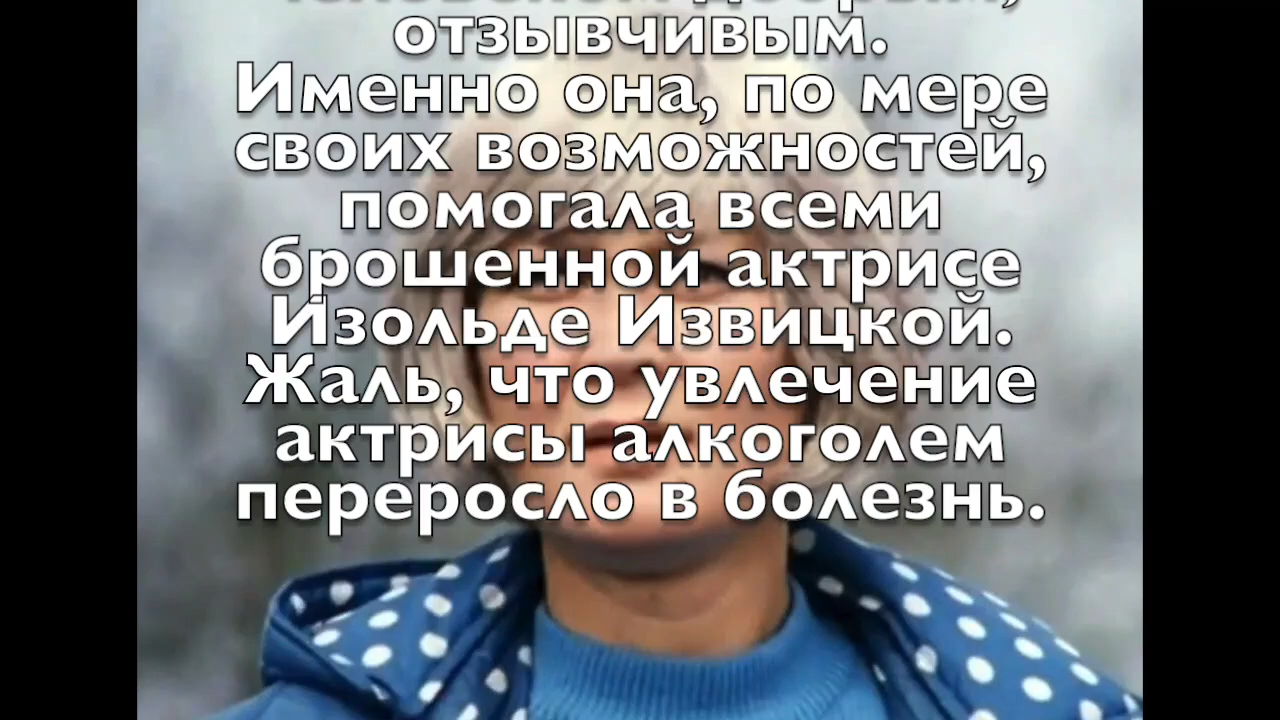 отзывчивым.
Именно она, по мере
своих возможностей,
помогала всеми
брошенной актрисе
Изольде Извицкой.
Жаль, что увлечение
актрисы алкоголем
переросло в болезнь.